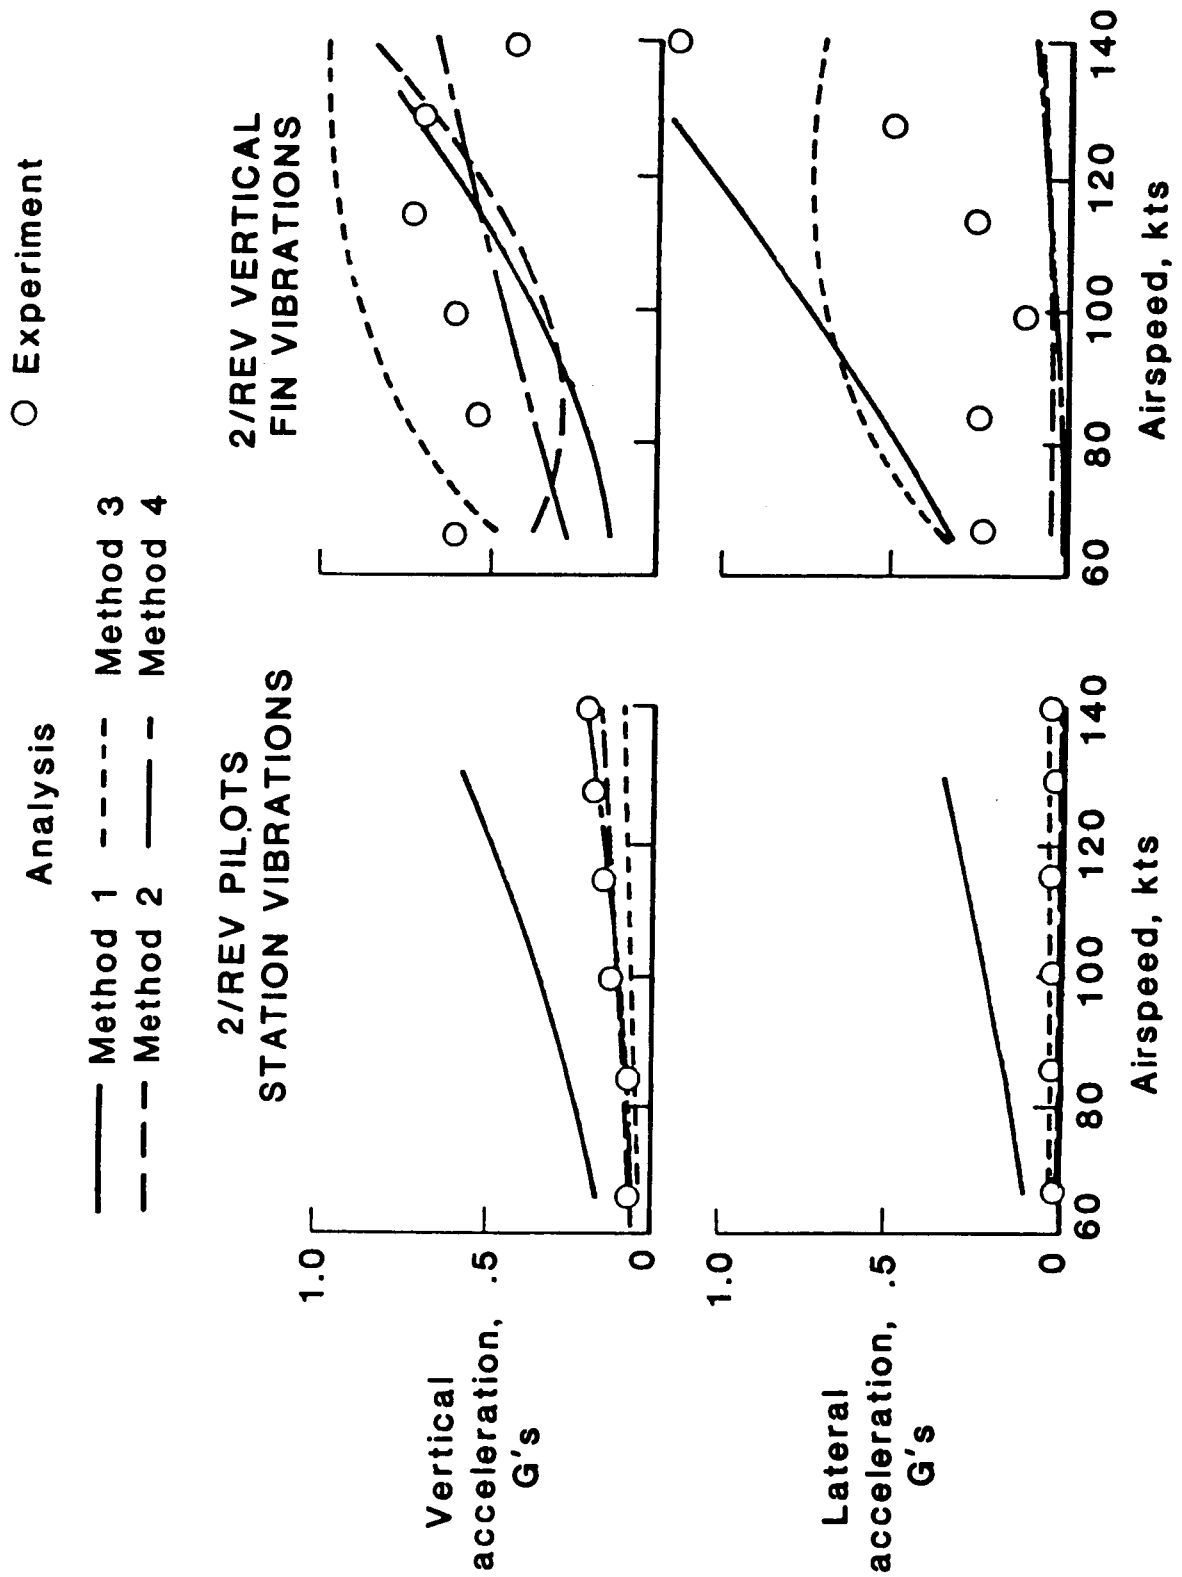 Analysis
Method 1
Method 3
Experiment
Method 2
Method 4
2/REV PILOTS
STATION VIBRATIONS
2/REV VERTICAL
FIN VIBRATIONS
Vertical
acceleration,
G's
1.0
.5
0
Lateral
acceleration,
G's
1.0
.5
0
60 80 100 120 140
60 80 100 120 140
Airspeed, kts
Airspeed, kts